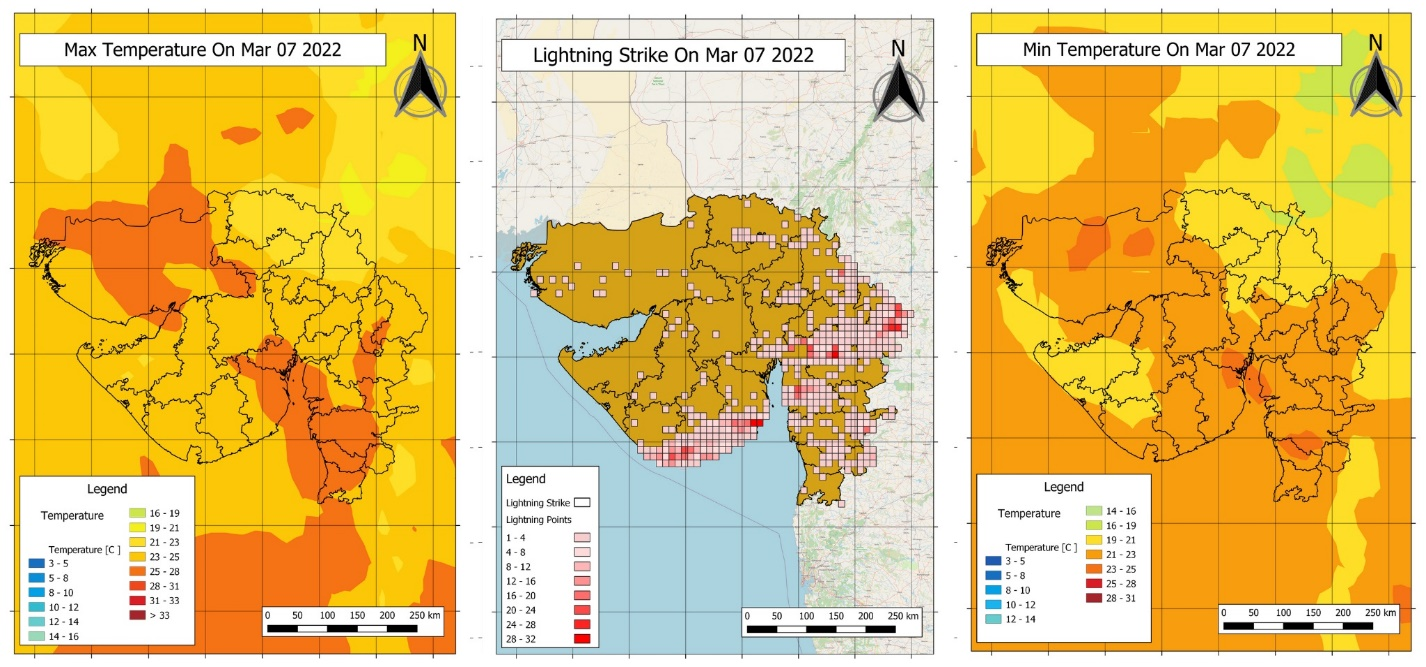 Max Temperature On Mar 07 2022
N
Legend
Temperature
Temperature [C ]
3 - 5
5 - 8
8 - 10
10 - 12
12 - 14
14 - 16
16 - 19
19 - 21
21 - 23
23 - 25
25 - 28
28 - 31
31 - 33
> 33
0 50 100 150 200 250 km
Lightning Strike On Mar 07 2022
N
Legend
Lightning Strike
Lightning Points
1 - 4
4 - 8
8 - 12
12 - 16
16 - 20
20 - 24
24 - 28
28 - 32
0 50 100 150 200 250 km
Min Temperature On Mar 07 2022
N
Legend
Temperature
Temperature [C ]
3 - 5
5 - 8
8 - 10
10 - 12
12 - 14
14 - 16
16 - 19
19 - 21
21 - 23
23 - 25
25 - 28
28 - 31
0 50 100 150 200 250 km